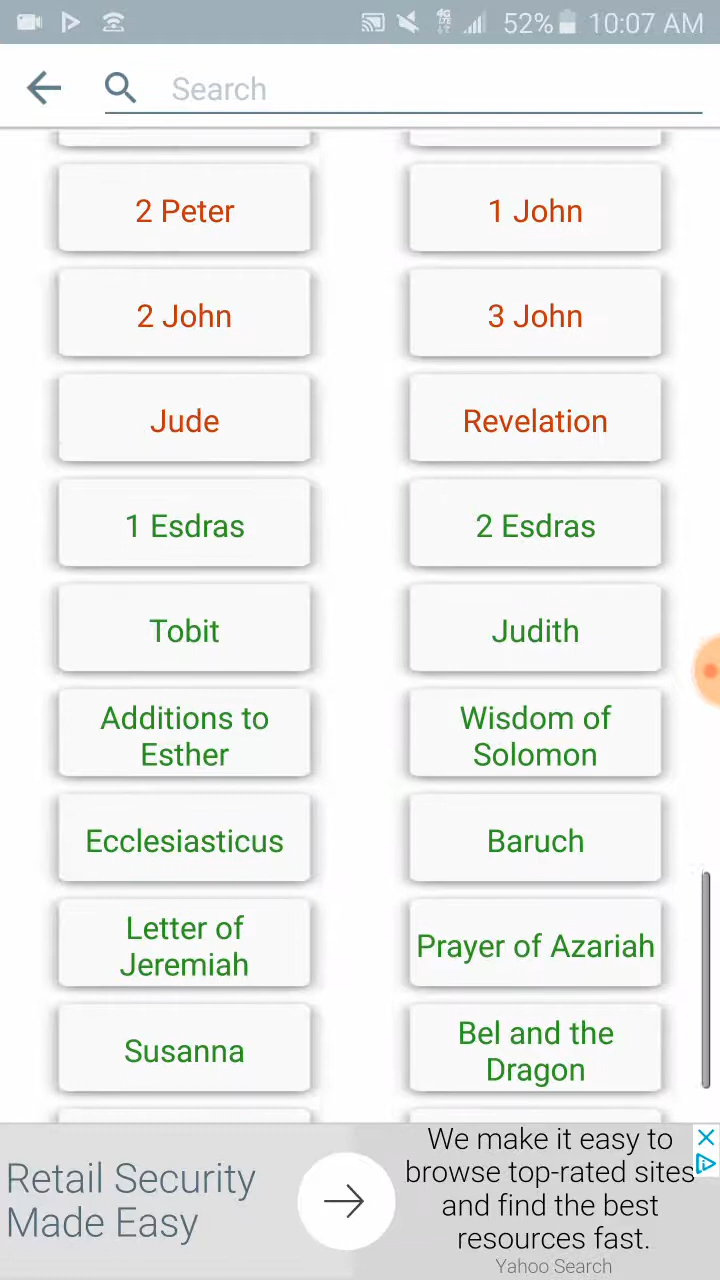 52% 10:07 AM
Search
2 Peter
1 John
2 John
3 John
Jude
Revelation
1 Esdras
2 Esdras
Tobit
Judith
Additions to
Esther
Wisdom of
Solomon
Ecclesiasticus
Baruch
Letter of
Jeremiah
Prayer of Azariah
Susanna
Bel and the
Dragon
Retail Security
Made Easy
We make it easy to
browse top-rated sites
and find the best
resources fast.
Yahoo Search